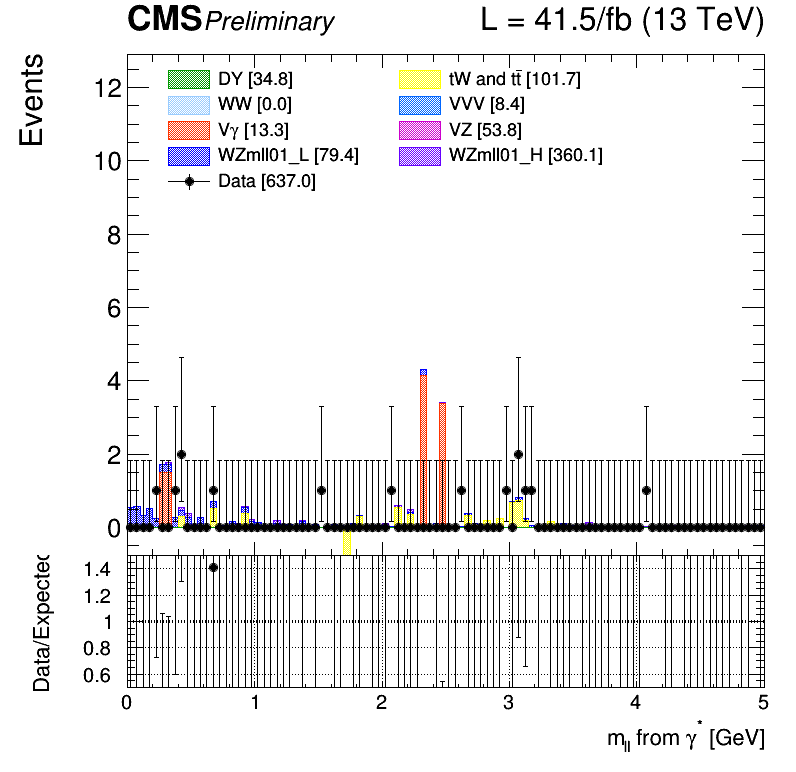 CMS Preliminary L = 41.5/fb (13 TeV)
Events
12
10
8
6
4
2
0
DY [34.8]
tW and tt̄ [101.7]
WW [0.0]
VVV [8.4]
Vγ [13.3]
VZ [53.8]
WZmll01_L [79.4]
WZmll01_H [360.1]
Data [637.0]
Data/Expected
1.4
1.2
1
0.8
0.6
0 1 2 3 4 5
m_ll from γ* [GeV]